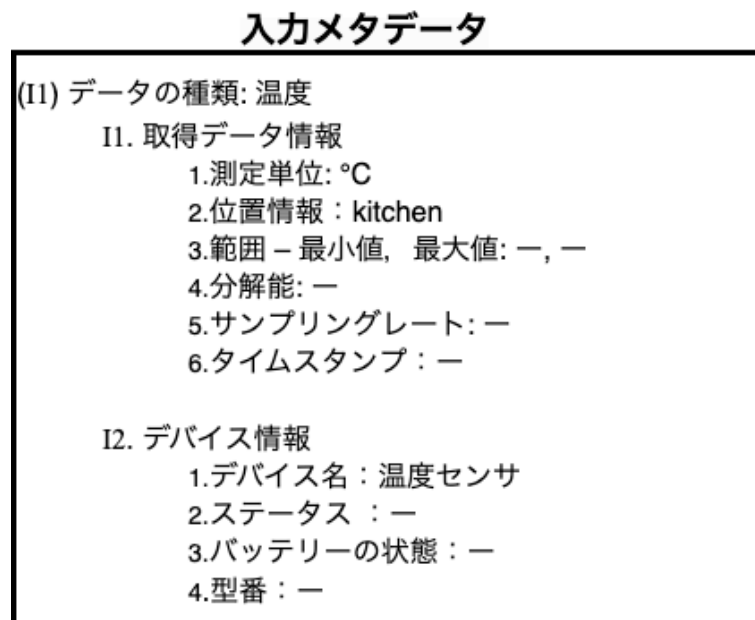 入力メタデータ
(I1) データの種類: 温度
I1. 取得データ情報
1.測定単位: °C
2.位置情報：kitchen
3.範囲 – 最小値, 最大値: ー, ー
4.分解能: ー
5.サンプリングレート: ー
6.タイムスタンプ：ー
I2. デバイス情報
1.デバイス名：温度センサ
2.ステータス ：ー
3.バッテリーの状態：ー
4.型番：ー